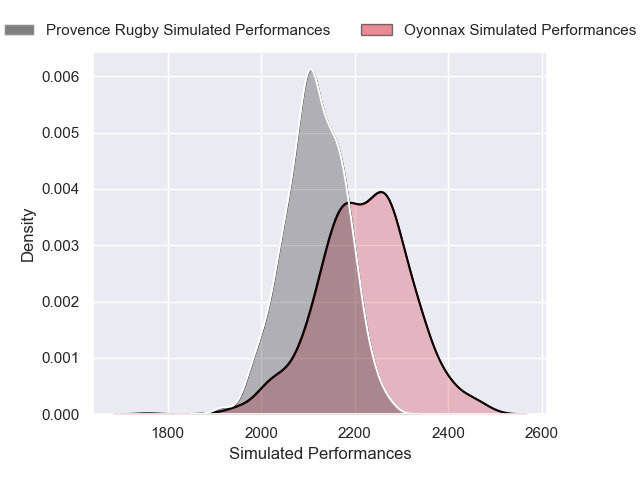 Provence Rugby Simulated Performances Oyonnax Simulated Performances
0.006
0.005
0.004
0.003
0.002
0.001
0.000
Density
1800 2000 2200 2400 2600
Simulated Performances